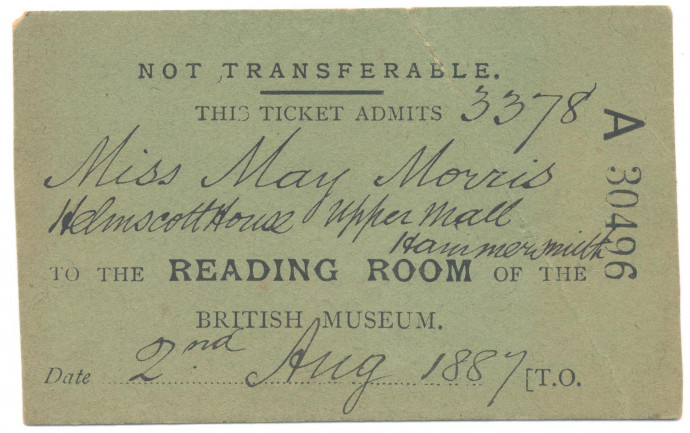 NOT TRANSFERABLE.
THIS TICKET ADMITS 3378
Miss May Morris
Helmscott House Upper Mall
Hammersmith
TO THE READING ROOM OF THE
BRITISH MUSEUM.
Date 2nd Aug 1887 [T.O.
A 30496